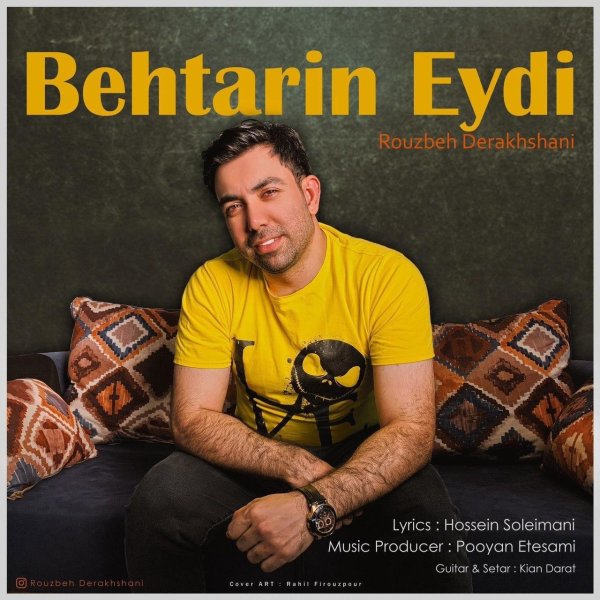 Behtarin Eydi
Rouzbeh Derakhshani
Lyrics : Hossein Soleimani
Music Producer : Pooyan Etesami
Guitar & Setar : Kian Darat
Rouzbeh Derakhshani
Cover ART : Rahil Firouzpour